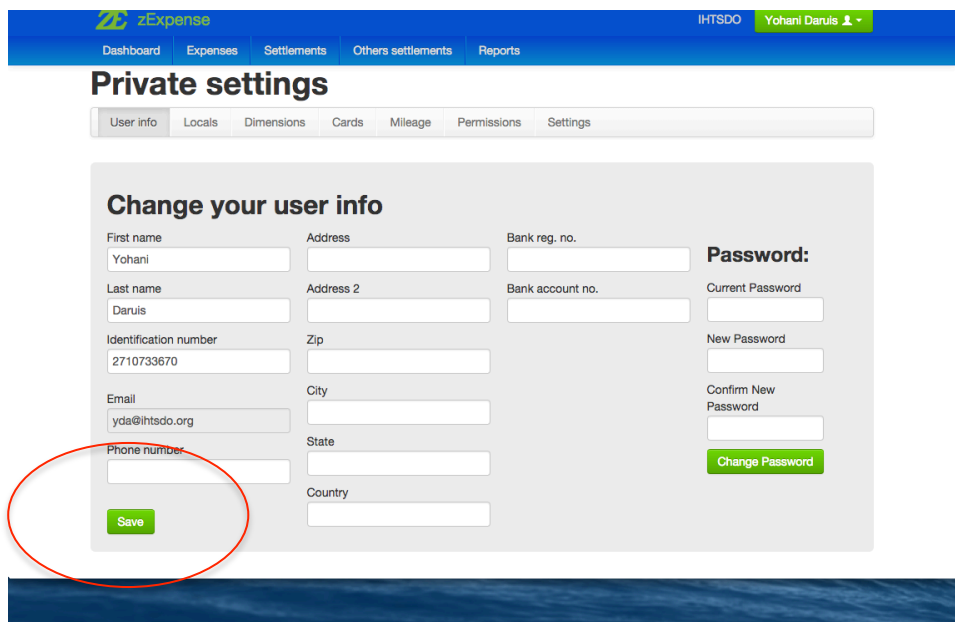 ZE zExpense
IHTSDO
Yohani Daruis
Dashboard Expenses Settlements Others settlements Reports
Private settings
User info Locals Dimensions Cards Mileage Permissions Settings
Change your user info
First name
Yohani
Last name
Daruis
Identification number
2710733670
Email
yda@ihtsdo.org
Phone number
Save
Address
Address 2
Zip
City
State
Country
Bank reg. no.
Bank account no.
Password:
Current Password
New Password
Confirm New
Password
Change Password